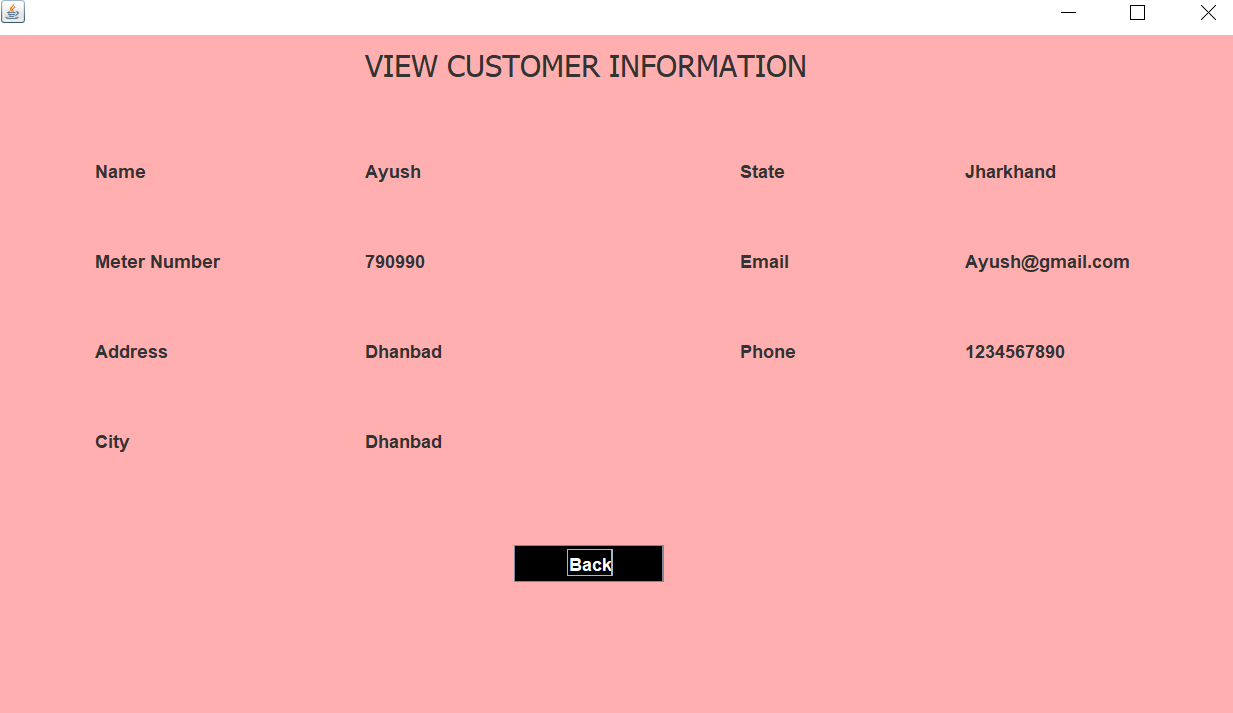 VIEW CUSTOMER INFORMATION
Name Ayush State Jharkhand
Meter Number 790990 Email Ayush@gmail.com
Address Dhanbad Phone 1234567890
City Dhanbad
Back